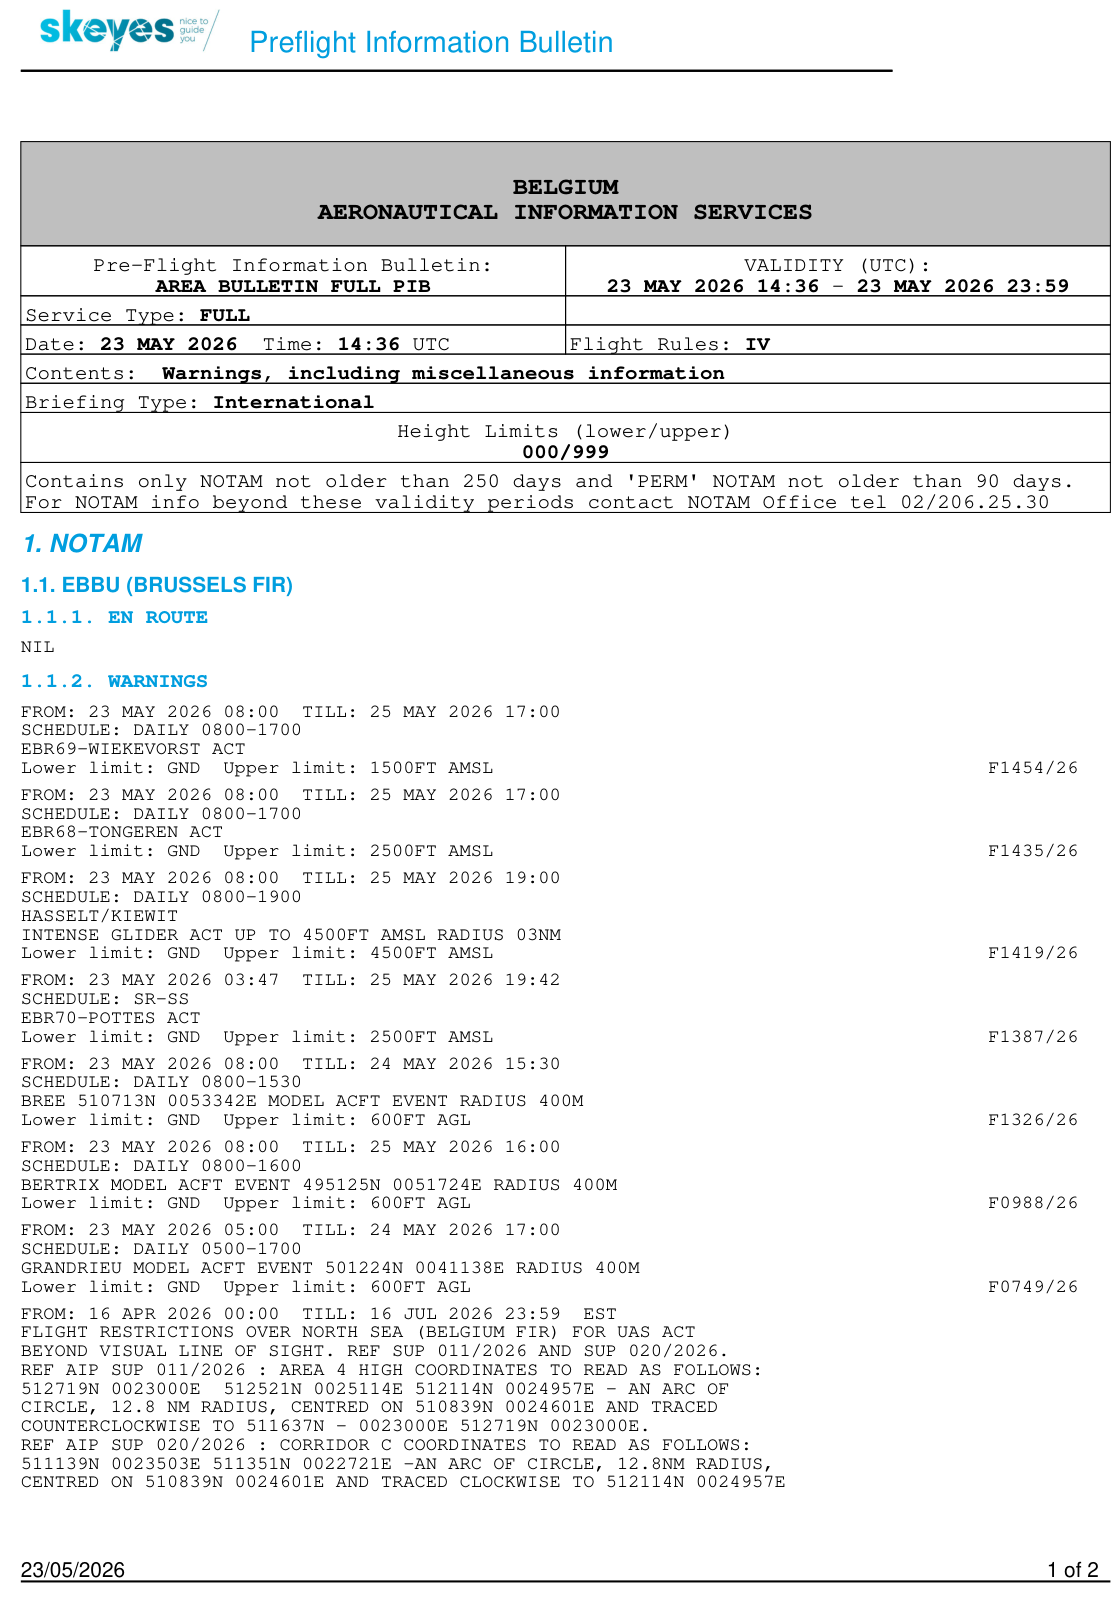 skeyes nice to guide you
Preflight Information Bulletin
BELGIUM
AERONAUTICAL INFORMATION SERVICES
Pre-Flight Information Bulletin:
AREA BULLETIN FULL PIB
VALIDITY (UTC):
23 MAY 2026 14:36 - 23 MAY 2026 23:59
Service Type: FULL
Date: 23 MAY 2026  Time: 14:36 UTC
Flight Rules: IV
Contents:  Warnings, including miscellaneous information
Briefing Type: International
Height Limits (lower/upper)
000/999
Contains only NOTAM not older than 250 days and 'PERM' NOTAM not older than 90 days.
For NOTAM info beyond these validity periods contact NOTAM Office tel 02/206.25.30
1. NOTAM
1.1. EBBU (BRUSSELS FIR)
1.1.1. EN ROUTE
NIL
1.1.2. WARNINGS
FROM: 23 MAY 2026 08:00  TILL: 25 MAY 2026 17:00
SCHEDULE: DAILY 0800-1700
EBR69-WIEKEVORST ACT
Lower limit: GND  Upper limit: 1500FT AMSL F1454/26
FROM: 23 MAY 2026 08:00  TILL: 25 MAY 2026 17:00
SCHEDULE: DAILY 0800-1700
EBR68-TONGEREN ACT
Lower limit: GND  Upper limit: 2500FT AMSL F1435/26
FROM: 23 MAY 2026 08:00  TILL: 25 MAY 2026 19:00
SCHEDULE: DAILY 0800-1900
HASSELT/KIEWIT
INTENSE GLIDER ACT UP TO 4500FT AMSL RADIUS 03NM
Lower limit: GND  Upper limit: 4500FT AMSL F1419/26
FROM: 23 MAY 2026 03:47  TILL: 25 MAY 2026 19:42
SCHEDULE: SR-SS
EBR70-POTTES ACT
Lower limit: GND  Upper limit: 2500FT AMSL F1387/26
FROM: 23 MAY 2026 08:00  TILL: 24 MAY 2026 15:30
SCHEDULE: DAILY 0800-1530
BREE 510713N 0053342E MODEL ACFT EVENT RADIUS 400M
Lower limit: GND  Upper limit: 600FT AGL F1326/26
FROM: 23 MAY 2026 08:00  TILL: 25 MAY 2026 16:00
SCHEDULE: DAILY 0800-1600
BERTRIX MODEL ACFT EVENT 495125N 0051724E RADIUS 400M
Lower limit: GND  Upper limit: 600FT AGL F0988/26
FROM: 23 MAY 2026 05:00  TILL: 24 MAY 2026 17:00
SCHEDULE: DAILY 0500-1700
GRANDRIEU MODEL ACFT EVENT 501224N 0041138E RADIUS 400M
Lower limit: GND  Upper limit: 600FT AGL F0749/26
FROM: 16 APR 2026 00:00  TILL: 16 JUL 2026 23:59  EST
FLIGHT RESTRICTIONS OVER NORTH SEA (BELGIUM FIR) FOR UAS ACT
BEYOND VISUAL LINE OF SIGHT. REF SUP 011/2026 AND SUP 020/2026.
REF AIP SUP 011/2026 : AREA 4 HIGH COORDINATES TO READ AS FOLLOWS:
512719N 0023000E  512521N 0025114E 512114N 0024957E - AN ARC OF
CIRCLE, 12.8 NM RADIUS, CENTRED ON 510839N 0024601E AND TRACED
COUNTERCLOCKWISE TO 511637N - 0023000E 512719N 0023000E.
REF AIP SUP 020/2026 : CORRIDOR C COORDINATES TO READ AS FOLLOWS:
511139N 0023503E 511351N 0022721E -AN ARC OF CIRCLE, 12.8NM RADIUS,
CENTRED ON 510839N 0024601E AND TRACED CLOCKWISE TO 512114N 0024957E
23/05/2026 1 of 2